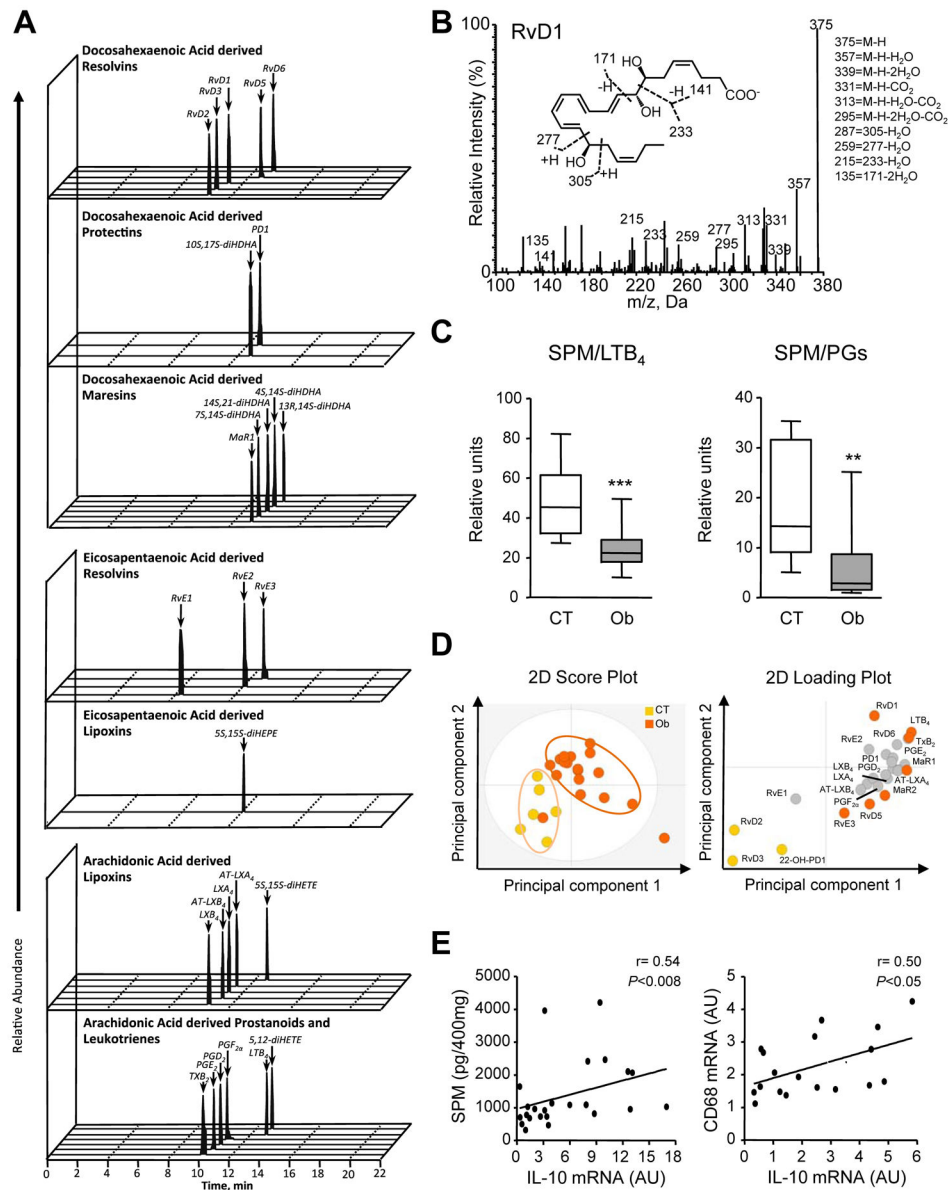 A
Docosahexaenoic Acid derived
Resolvins
RvD6
RvD1
RvD5
RvD3
RvD2
Docosahexaenoic Acid derived
Protectins
PD1
10S,17S-diHDHA
Docosahexaenoic Acid derived
Maresins
4S,14S-diHDHA
14S,21-diHDHA
13R,14S-diHDHA
7S,14S-diHDHA
MaR1
Eicosapentaenoic Acid derived
Resolvins
RvE2
RvE1
RvE3
Eicosapentaenoic Acid derived
Lipoxins
5S,15S-diHEPE
Arachidonic Acid derived
Lipoxins
AT-LXA4
LXA4
5S,15S-diHETE
AT-LXB4
LXB4
Arachidonic Acid derived Prostanoids and
Leukotrienes
PGF2α
5,12-diHETE
PGD2
LTB4
PGE2
TXB2
0 2 4 6 8 10 12 14 16 18 20 22
Time, min
Relative Abundance
B
RvD1
375
100
80
60
40
20
0
Relative Intensity (%)
171
HO
-H
-H
141
COO-
OH
233
277
+H
HO
+H
305
135
141
215
233
259
277
295
313
331
339
357
100 140 180 220 260 300 340 380
m/z, Da
375=M-H
357=M-H-H2O
339=M-H-2H2O
331=M-H-CO2
313=M-H-H2O-CO2
295=M-H-2H2O-CO2
287=305-H2O
259=277-H2O
215=233-H2O
135=171-2H2O
C
SPM/LTB4
100
80
60
40
20
0
Relative units
***
CT Ob
SPM/PGs
40
30
20
10
0
Relative units
**
CT Ob
D
2D Score Plot
CT
Ob
Principal component 2
Principal component 1
2D Loading Plot
RvD1
LTB4
RvD6
TxB2
RvE2
PGE2
PD1
MaR1
LXB4 PGD2
LXA4
AT-LXA4
AT-LXB4
MaR2
RvE1
PGF2α
RvD5
RvE3
RvD2
RvD3
22-OH-PD1
Principal component 2
Principal component 1
E
r= 0.54
P<0.008
5000
4000
3000
2000
1000
0
SPM (pg/400mg)
0 3 6 9 12 15 18
IL-10 mRNA (AU)
r= 0.50
P<0.05
5
4
3
2
1
0
CD68 mRNA (AU)
0 1 2 3 4 5 6
IL-10 mRNA (AU)